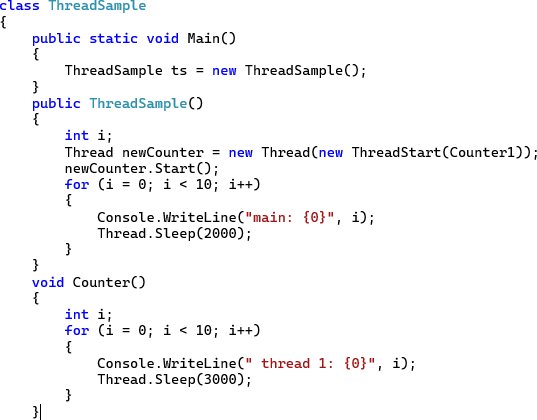 class ThreadSample
{
    public static void Main()
    {
        ThreadSample ts = new ThreadSample();
    }
    public ThreadSample()
    {
        int i;
        Thread newCounter = new Thread(new ThreadStart(Counter1));
        newCounter.Start();
        for (i = 0; i < 10; i++)
        {
            Console.WriteLine("main: {0}", i);
            Thread.Sleep(2000);
        }
    }
    void Counter()
    {
        int i;
        for (i = 0; i < 10; i++)
        {
            Console.WriteLine(" thread 1: {0}", i);
            Thread.Sleep(3000);
        }
    }